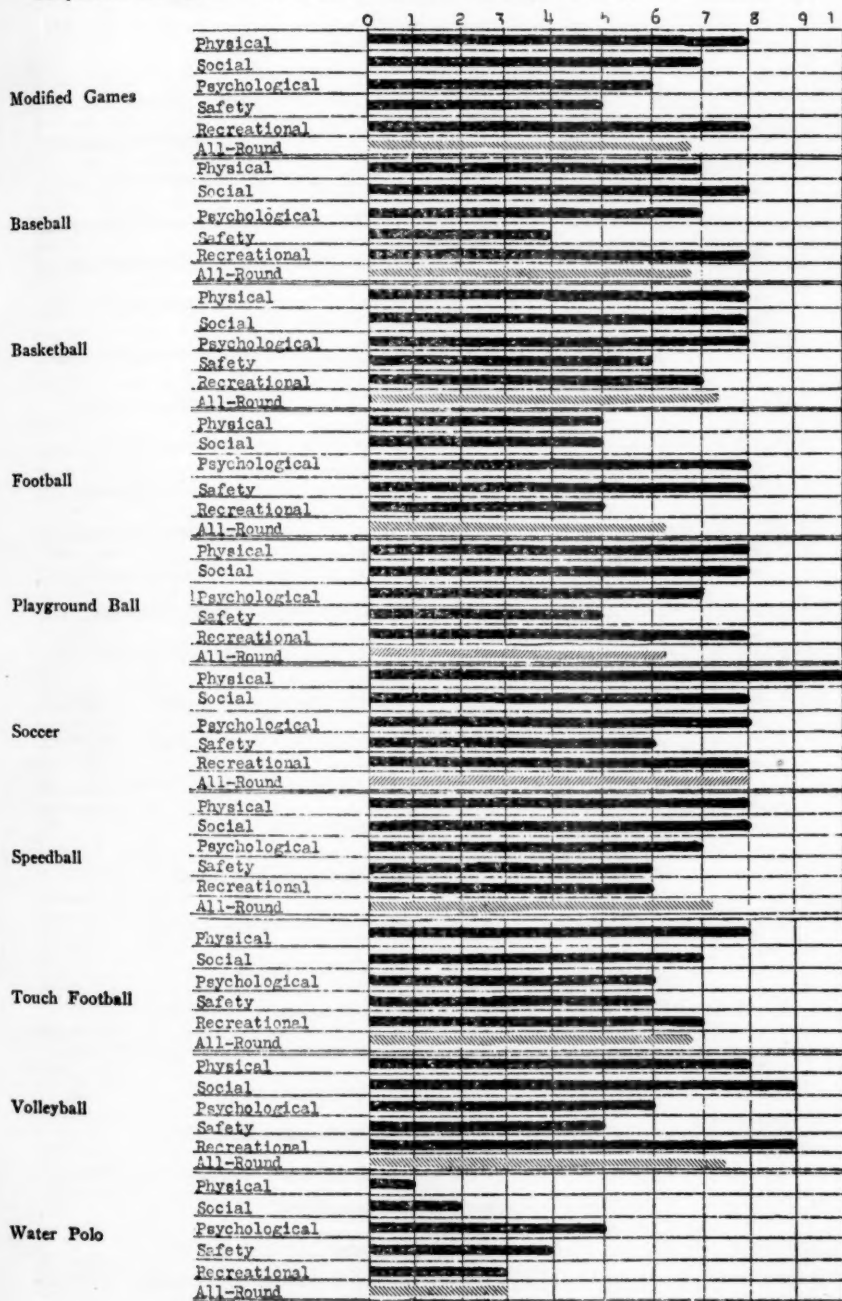 0 1 2 3 4 5 6 7 8 9 1
Modified Games
Physical
Social
Psychological
Safety
Recreational
All-Round
Baseball
Physical
Social
Psychological
Safety
Recreational
All-Round
Basketball
Physical
Social
Psychological
Safety
Recreational
All-Round
Football
Physical
Social
Psychological
Safety
Recreational
All-Round
Playground Ball
Physical
Social
Psychological
Safety
Recreational
All-Round
Soccer
Physical
Social
Psychological
Safety
Recreational
All-Round
Speedball
Physical
Social
Psychological
Safety
Recreational
All-Round
Touch Football
Physical
Social
Psychological
Safety
Recreational
All-Round
Volleyball
Physical
Social
Psychological
Safety
Recreational
All-Round
Water Polo
Physical
Social
Psychological
Safety
Recreational
All-Round